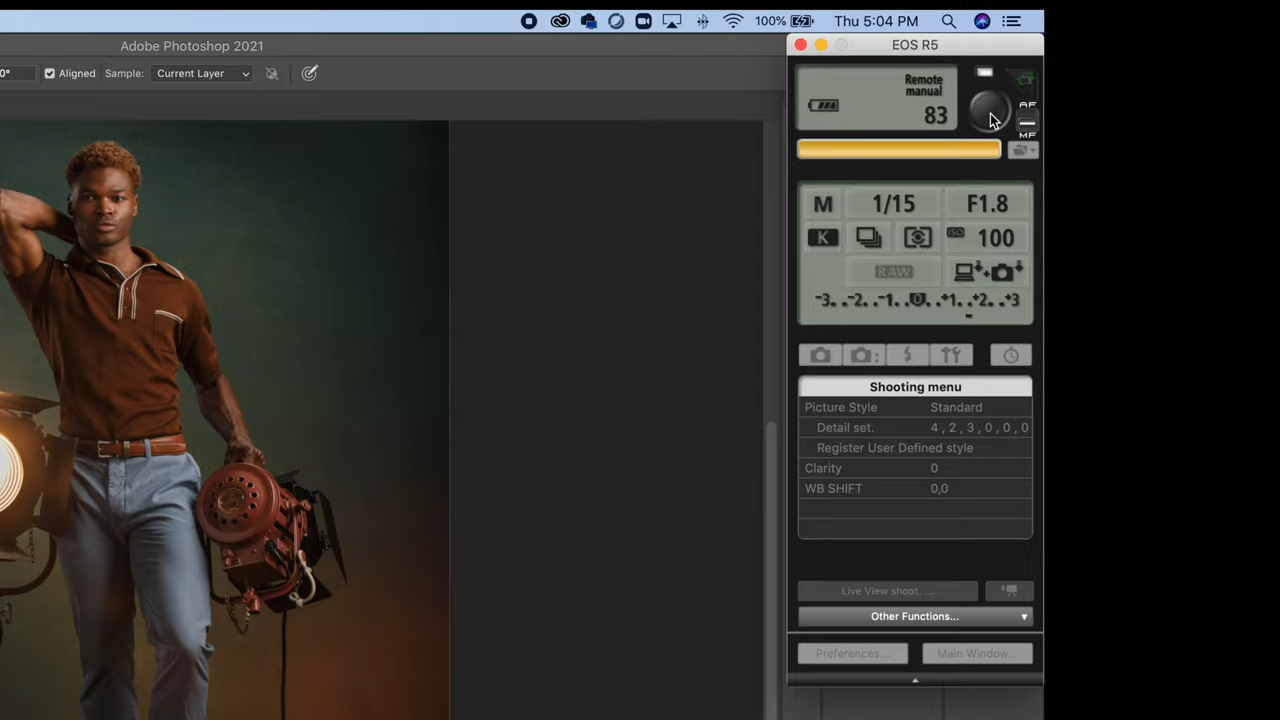 100% Thu 5:04 PM
Adobe Photoshop 2021
EOS R5
0° Aligned Sample: Current Layer
Remote
manual
83
AF
MF
M 1/15 F1.8
K ISO 100
RAW
-3..-2..-1..0..+1..+2..+3
Shooting menu
Picture Style Standard
Detail set. 4 , 2 , 3 , 0 , 0 , 0
Register User Defined style
Clarity 0
WB SHIFT 0,0
Live View shoot. ....
Other Functions...
Preferences... Main Window...